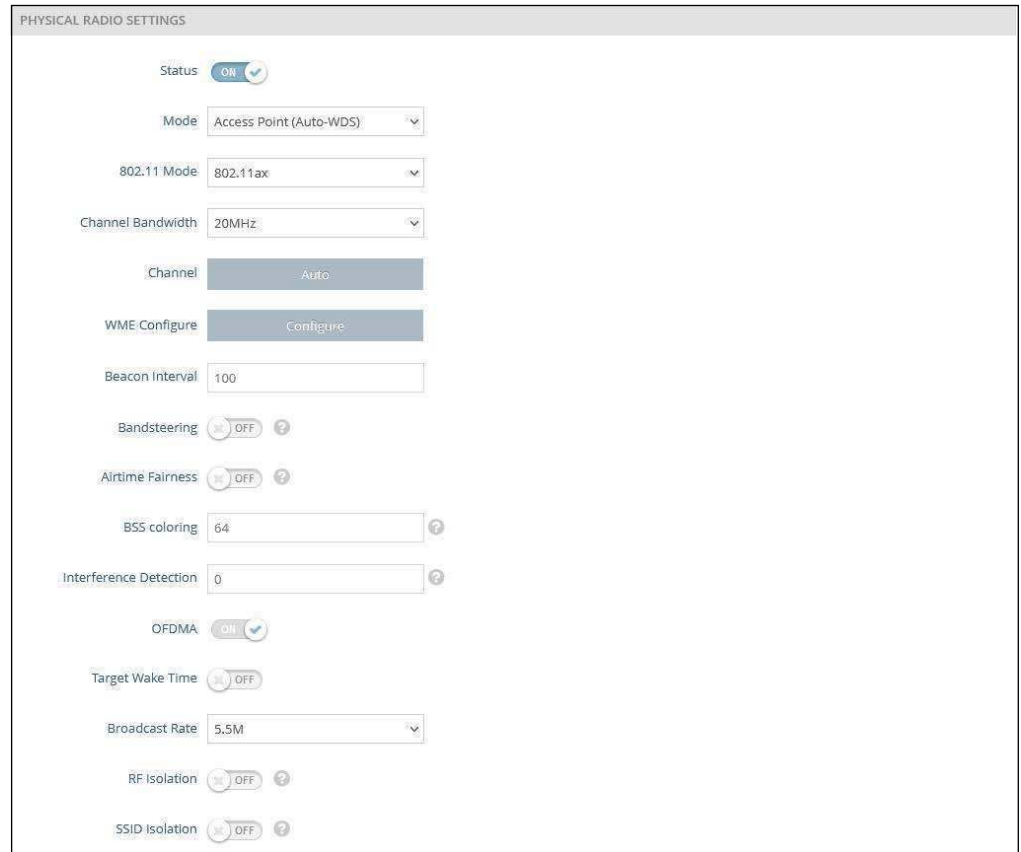 PHYSICAL RADIO SETTINGS
Status ON
Mode Access Point (Auto-WDS)
802.11 Mode 802.11ax
Channel Bandwidth 20MHz
Channel Auto
WME Configure Configure
Beacon Interval 100
Bandsteering OFF ?
Airtime Fairness OFF ?
BSS coloring 64 ?
Interference Detection 0 ?
OFDMA ON
Target Wake Time OFF
Broadcast Rate 5.5M
RF Isolation OFF ?
SSID Isolation OFF ?